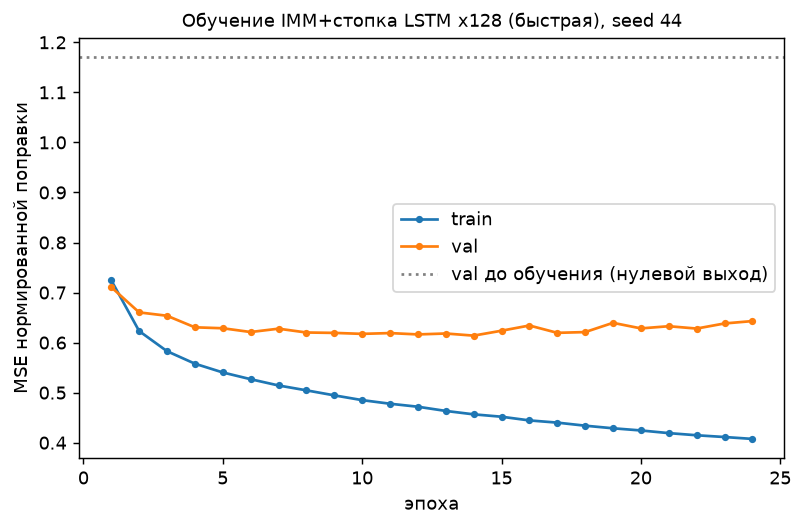 Обучение IMM+стопка LSTM x128 (быстрая), seed 44
MSE нормированной поправки
1.2
1.1
1.0
0.9
0.8
0.7
0.6
0.5
0.4
train
val
val до обучения (нулевой выход)
0 5 10 15 20 25
эпоха